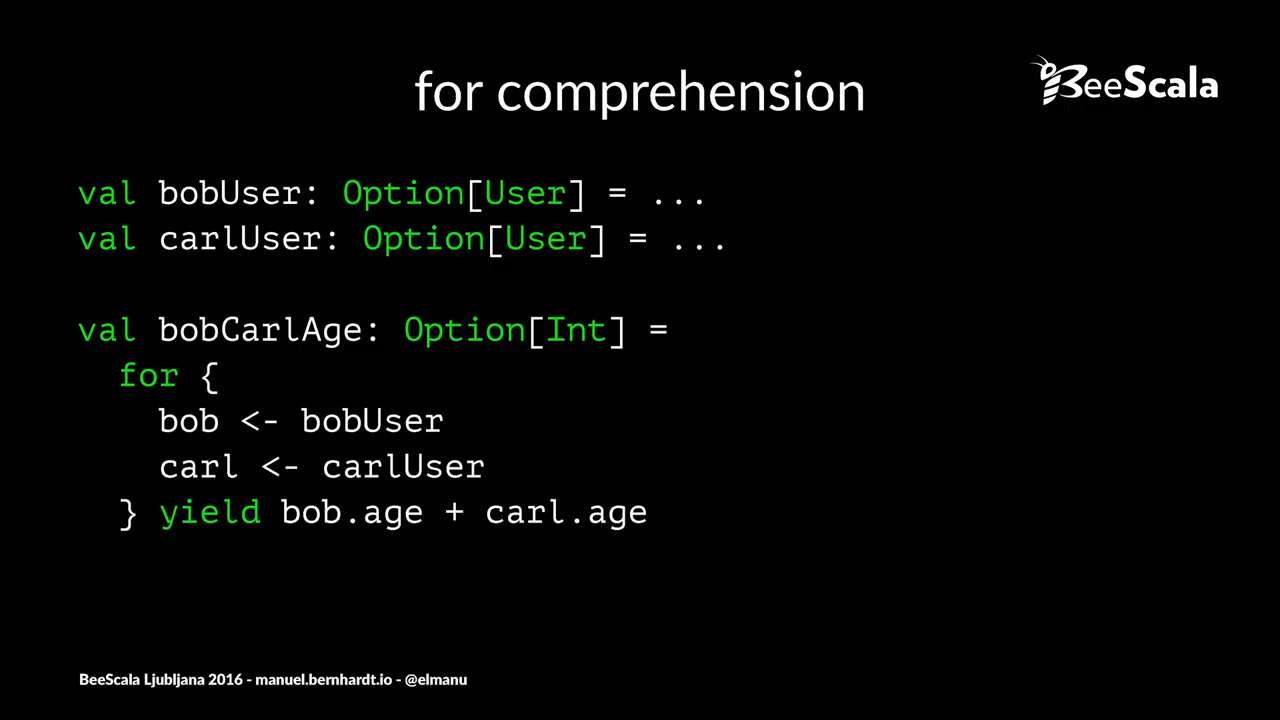 for comprehension
BeeScala
val bobUser: Option[User] = ...
val carlUser: Option[User] = ...
val bobCarlAge: Option[Int] =
for {
bob <- bobUser
carl <- carlUser
} yield bob.age + carl.age
BeeScala Ljubljana 2016 - manuel.bernhardt.io - @elmanu